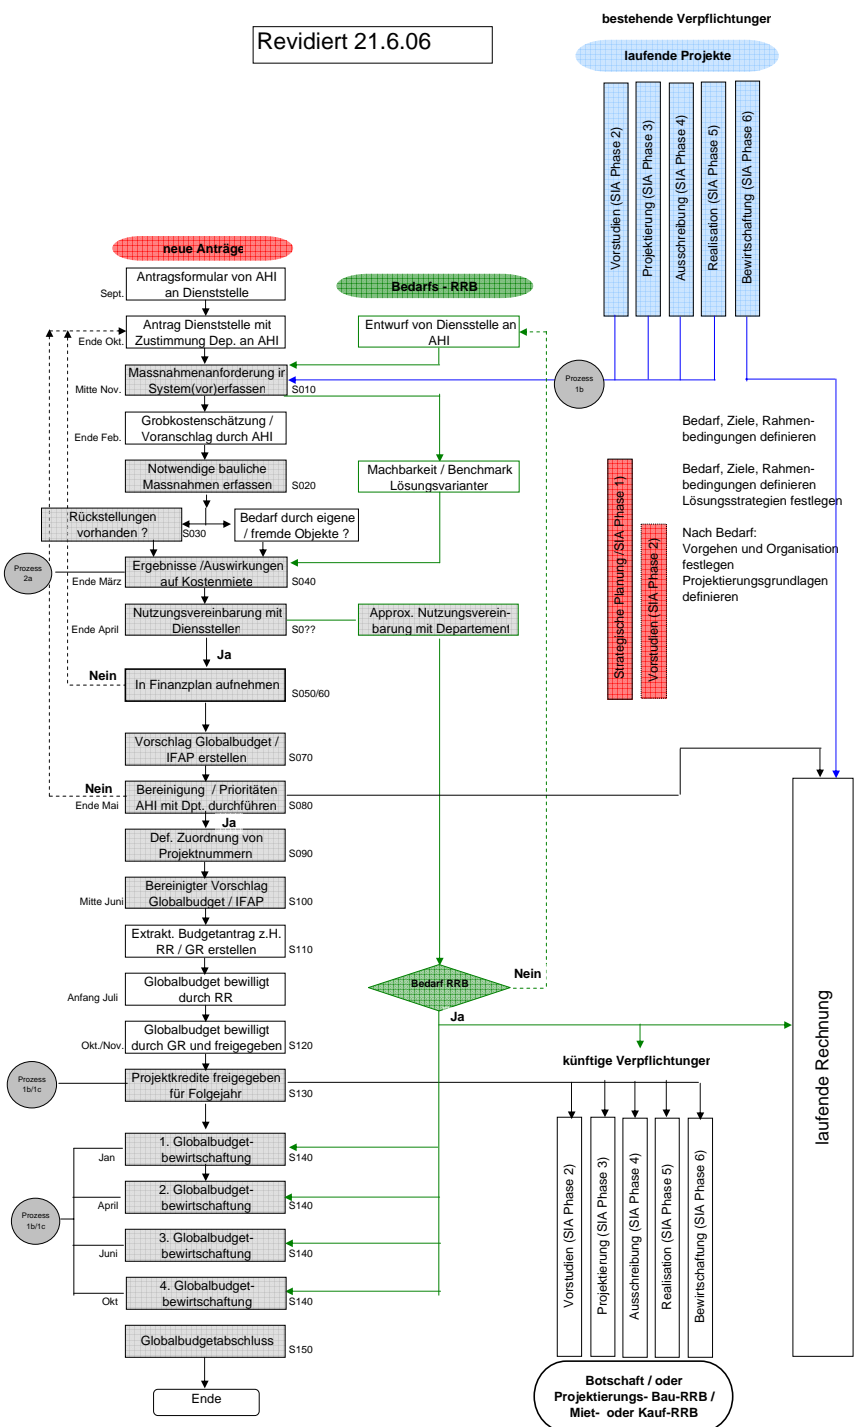 bestehende Verpflichtunger
Revidiert 21.6.06
laufende Projekte
Vorstudien (SIA Phase 2)
Projektierung (SIA Phase 3)
Ausschreibung (SIA Phase 4)
Realisation (SIA Phase 5)
Bewirtschaftung (SIA Phase 6)
neue Anträge
Antragsformular von AHI
an Dienststelle
Sept.
Bedarfs - RRB
Antrag Dienststelle mit
Zustimmung Dep. an AHI
Ende Okt.
Entwurf von Diensstelle an
AHI
Massnahmenanforderung ir
System(vor)erfassen
Mitte Nov.
S010
Prozess
1b
Grobkostenschätzung /
Voranschlag durch AHI
Ende Feb.
Bedarf, Ziele, Rahmen-
bedingungen definieren
Notwendige bauliche
Massnahmen erfassen
S020
Machbarkeit / Benchmark
Lösungsvarianter
Bedarf, Ziele, Rahmen-
bedingungen definieren
Lösungsstrategien festlegen
Rückstellungen
vorhanden ?
S030
Bedarf durch eigene
/ fremde Objekte ?
Nach Bedarf:
Vorgehen und Organisation
festlegen
Projektierungsgrundlagen
definieren
Strategische Planung /SIA Phase 1)
Vorstudien (SIA Phase 2)
Prozess
2a
Ergebnisse /Auswirkungen
auf Kostenmiete
Ende März
S040
Nutzungsvereinbarung mit
Diensstellen
Ende April
S0??
Approx. Nutzungsverein-
barung mit Departement
Ja
Nein
In Finanzplan aufnehmen
S050/60
Vorschlag Globalbudget /
IFAP erstellen
S070
Nein
Bereinigung / Prioritäten
AHI mit Dpt. durchführen
Ende Mai
S080
Ja
Def. Zuordnung von
Projektnummern
S090
Bereinigter Vorschlag
Globalbudget / IFAP
Mitte Juni
S100
Extrakt. Budgetantrag z.H.
RR / GR erstellen
S110
Globalbudget bewilligt
durch RR
Anfang Juli
Bedarf RRB
Nein
Ja
Globalbudget bewilligt
durch GR und freigegeben
Okt./Nov.
S120
künftige Verpflichtungen
laufende Rechnung
Prozess
1b/1c
Projektkredite freigegeben
für Folgejahr
S130
Vorstudien (SIA Phase 2)
Projektierung (SIA Phase 3)
Ausschreibung (SIA Phase 4)
Realisation (SIA Phase 5)
Bewirtschaftung (SIA Phase 6)
1. Globalbudget-
bewirtschaftung
Jan
S140
Prozess
1b/1c
2. Globalbudget-
bewirtschaftung
April
S140
3. Globalbudget-
bewirtschaftung
Juni
S140
4. Globalbudget-
bewirtschaftung
Okt
S140
Globalbudgetabschluss
S150
Ende
Botschaft / oder
Projektierungs- Bau-RRB /
Miet- oder Kauf-RRB